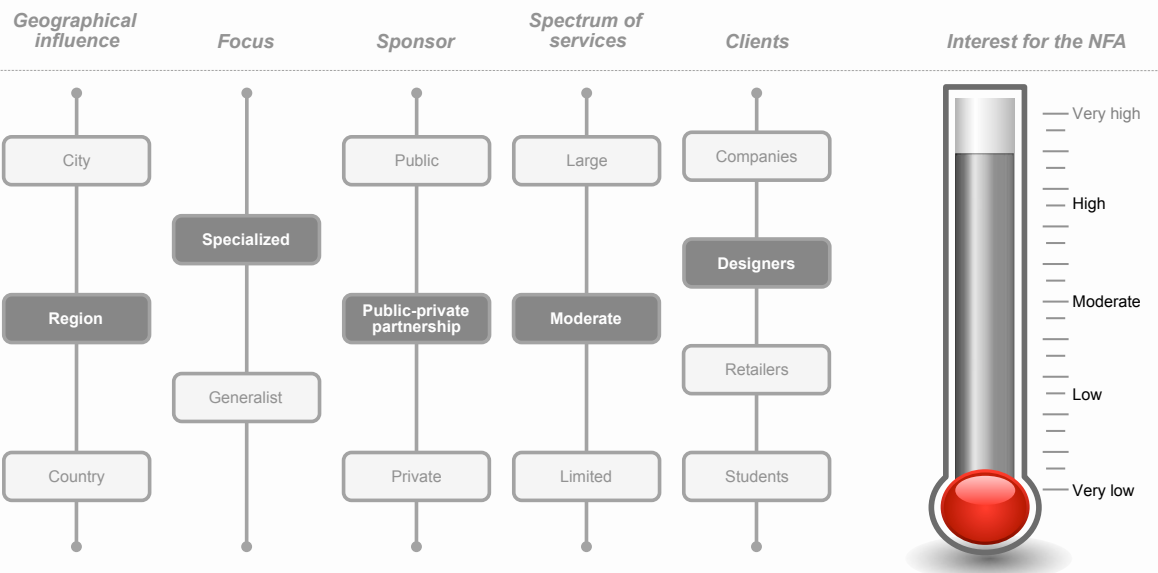 Geographical
influence
Focus
Sponsor
Spectrum of
services
Clients
Interest for the NFA
City
Region
Country
Specialized
Generalist
Public
Public-private
partnership
Private
Large
Moderate
Limited
Companies
Designers
Retailers
Students
Very high
High
Moderate
Low
Very low